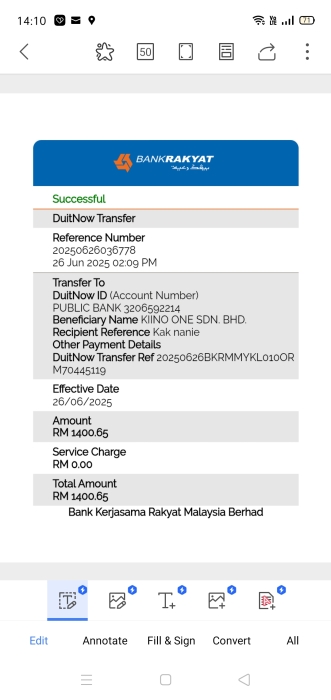 14:10
50
71
BANKRAKYAT
Successful
DuitNow Transfer
Reference Number
20250626036778
26 Jun 2025 02:09 PM
Transfer To
DuitNow ID (Account Number)
PUBLIC BANK 3206592214
Beneficiary Name KIINO ONE SDN. BHD.
Recipient Reference Kak nanie
Other Payment Details
DuitNow Transfer Ref 20250626BKRMMYKL010OR
M70445119
Effective Date
26/06/2025
Amount
RM 1400.65
Service Charge
RM 0.00
Total Amount
RM 1400.65
Bank Kerjasama Rakyat Malaysia Berhad
Edit
Annotate
Fill & Sign
Convert
All